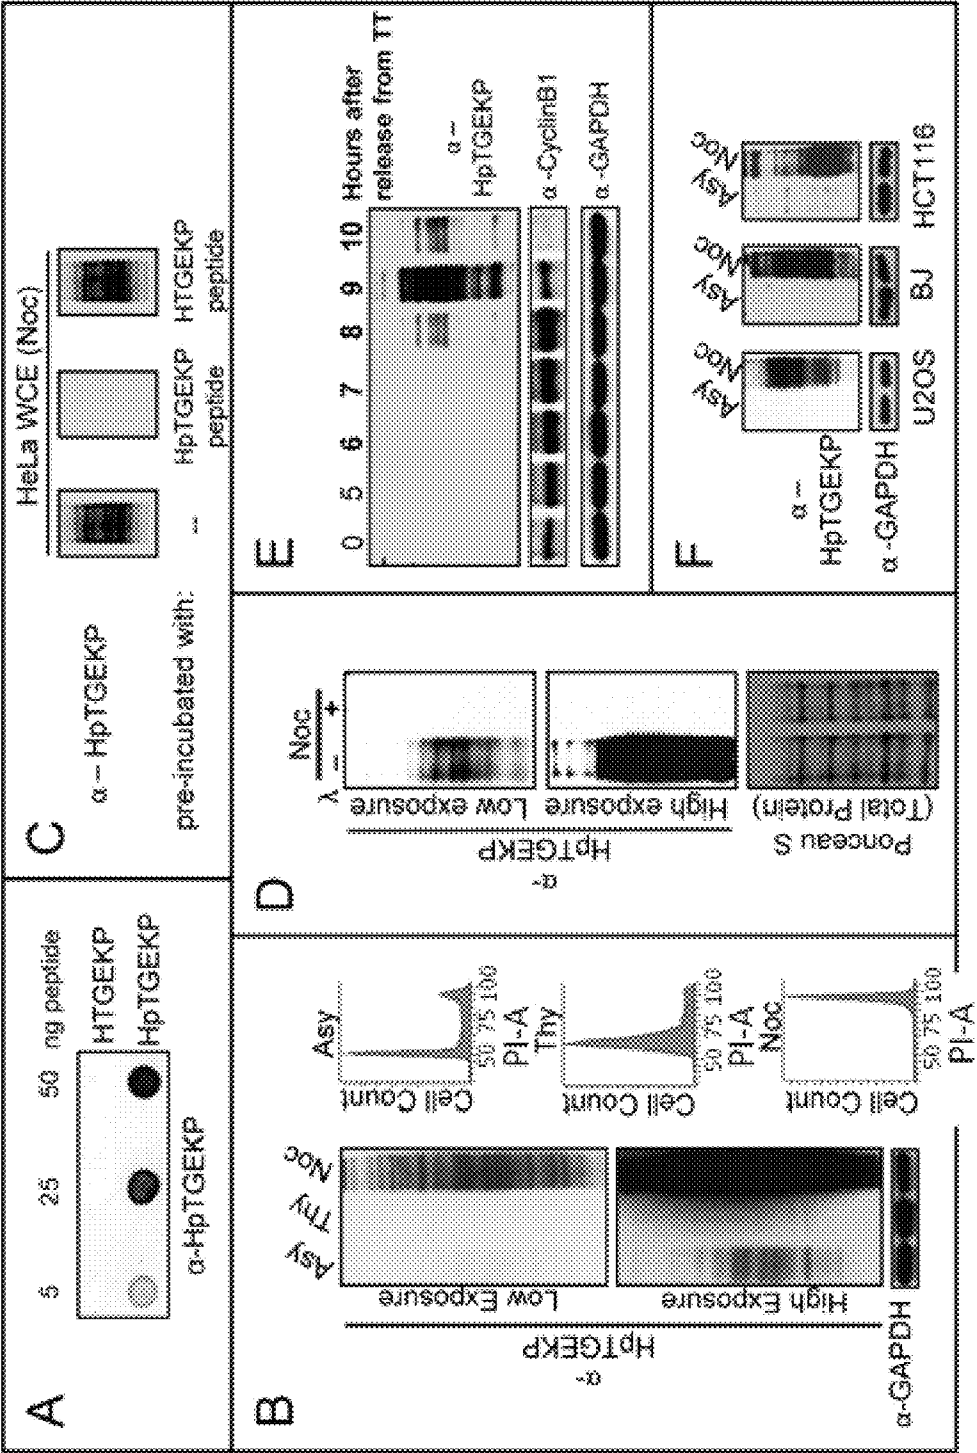 A
5 25 50 ng peptide
HTGEKP
HpTGEKP
α-HpTGEKP
B
Asy Thy Noc
α-
HpTGEKP
Low Exposure
High Exposure
α-GAPDH
Asy
Cell Count
50 75 100
PI-A
Thy
Cell Count
50 75 100
PI-A
Noc
Cell Count
50 75 100
PI-A
C
HeLa WCE (Noc)
α – HpTGEKP
pre-incubated with:
--
HpTGEKP
peptide
HTGEKP
peptide
D
Noc
λ – +
α-
HpTGEKP
Low exposure
High exposure
Ponceau S
(Total Protein)
E
0 5 6 7 8 9 10 Hours after
release from TT
α –
HpTGEKP
α -CyclinB1
α -GAPDH
F
Asy Noc
Asy Noc
Asy Noc
α –
HpTGEKP
α -GAPDH
U2OS
BJ
HCT116